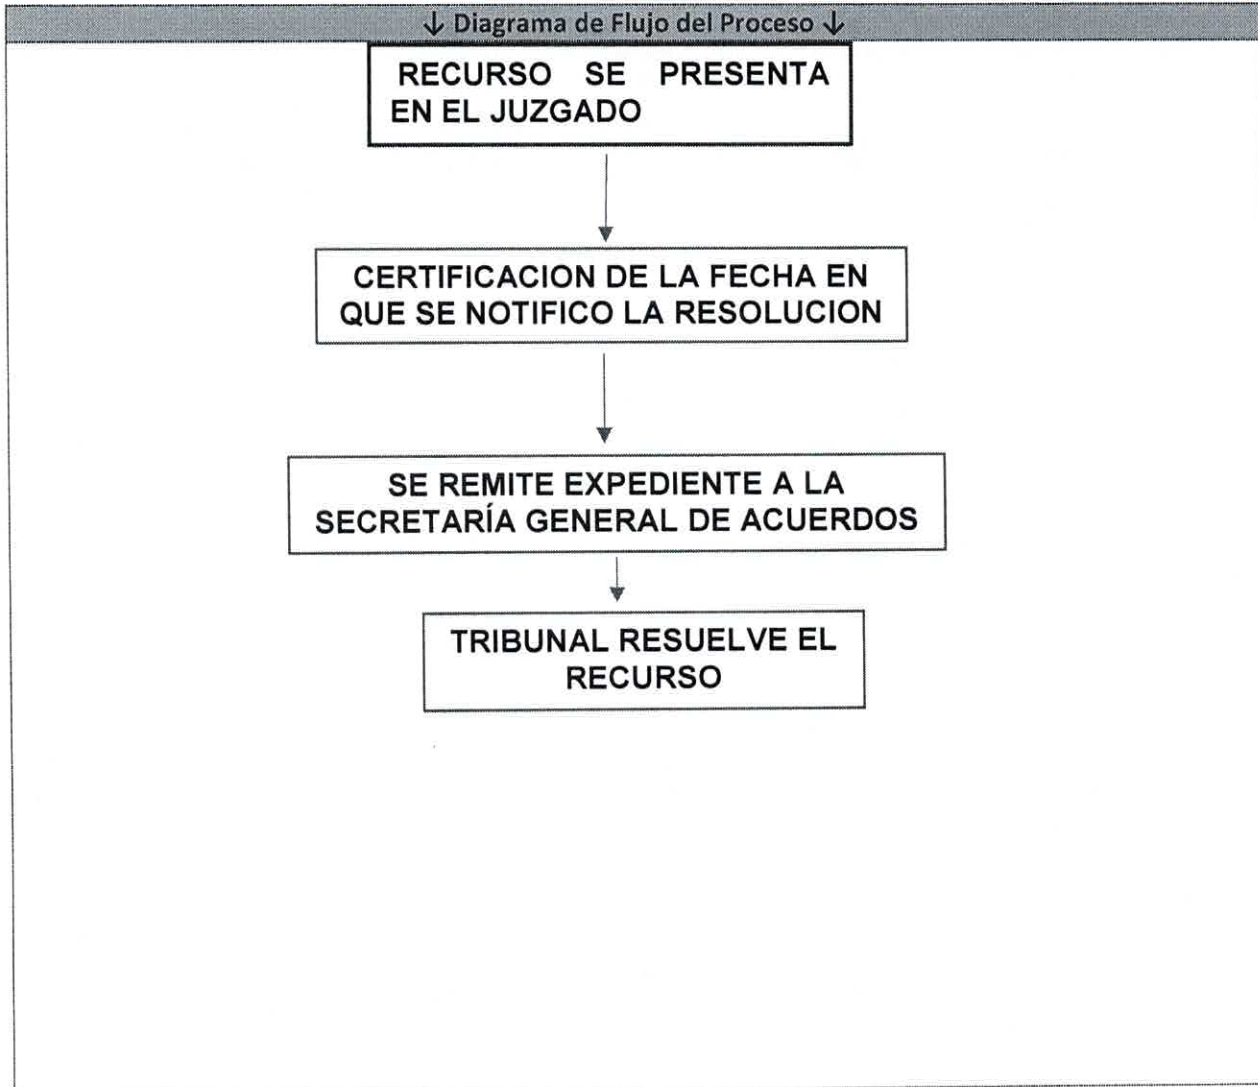 ↓ Diagrama de Flujo del Proceso ↓
RECURSO SE PRESENTA
EN EL JUZGADO
CERTIFICACION DE LA FECHA EN
QUE SE NOTIFICO LA RESOLUCION
SE REMITE EXPEDIENTE A LA
SECRETARÍA GENERAL DE ACUERDOS
TRIBUNAL RESUELVE EL
RECURSO